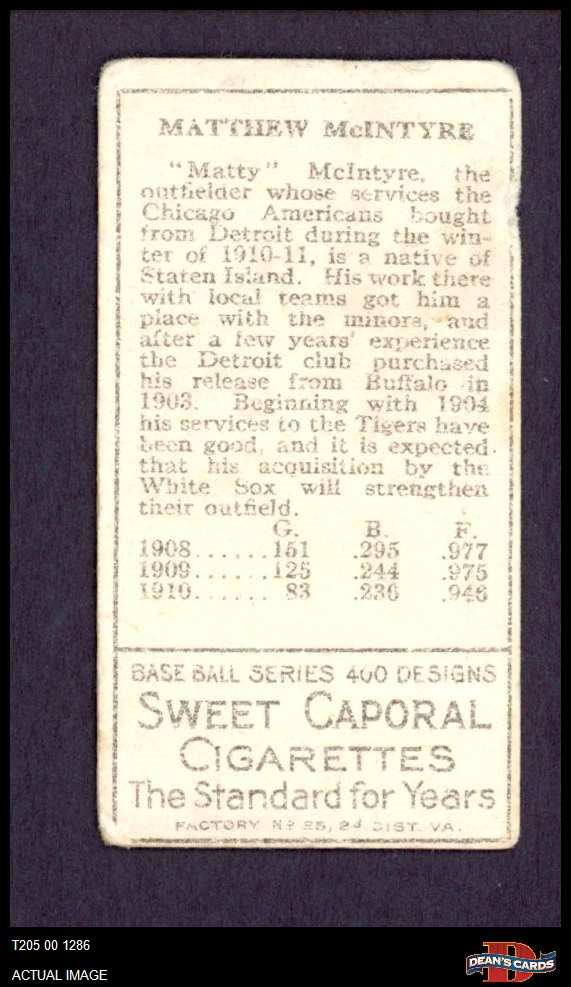 MATTHEW McINTYRE
"Matty" McIntyre, the
outfielder whose services the
Chicago Americans bought
from Detroit during the win-
ter of 1910-11, is a native of
Staten Island. His work there
with local teams got him a
place with the minors, and
after a few years' experience
the Detroit club purchased
his release from Buffalo in
1903. Beginning with 1904
his services to the Tigers have
been good, and it is expected
that his acquisition by the
White Sox will strengthen
their outfield.
G. B. F.
1908......151 .295 .977
1909......125 .244 .975
1910...... 83 .236 .946
BASE BALL SERIES 400 DESIGNS
SWEET CAPORAL
CIGARETTES
The Standard for Years
FACTORY No 25, 2d DIST. VA.
T205 00 1286
ACTUAL IMAGE
DEAN'S CARDS